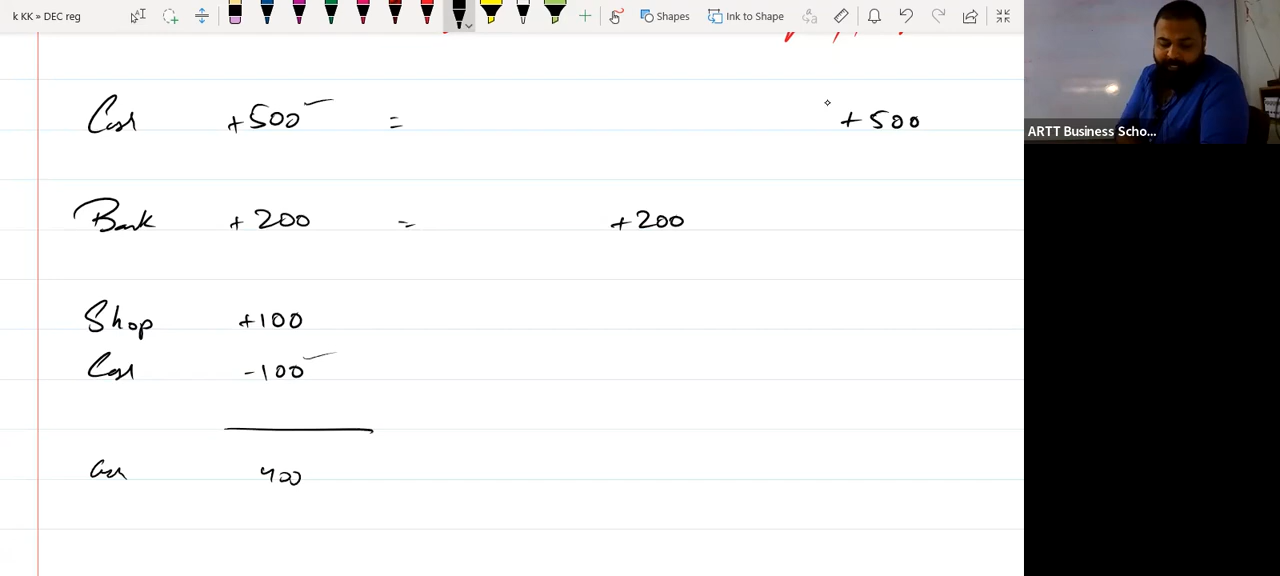 k KK » DEC reg
Shapes
Ink to Shape
ARTT Business Scho...
Cash +500 = +500
Bank +200 = +200
Shop +100
Cash -100
Cash 400